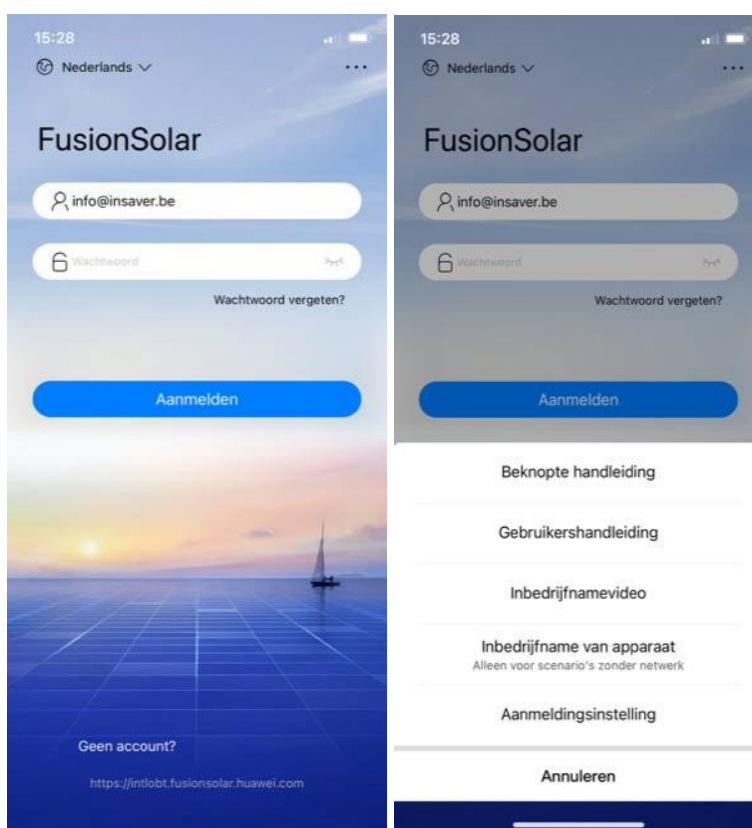 15:28
Nederlands
FusionSolar
info@insaver.be
Wachtwoord
Wachtwoord vergeten?
Aanmelden
Geen account?
https://intlobt.fusionsolar.huawei.com
15:28
Nederlands
FusionSolar
info@insaver.be
Wachtwoord
Wachtwoord vergeten?
Aanmelden
Beknopte handleiding
Gebruikershandleiding
Inbedrijfnamevideo
Inbedrijfname van apparaat
Alleen voor scenario's zonder netwerk
Aanmeldingsinstelling
Annuleren